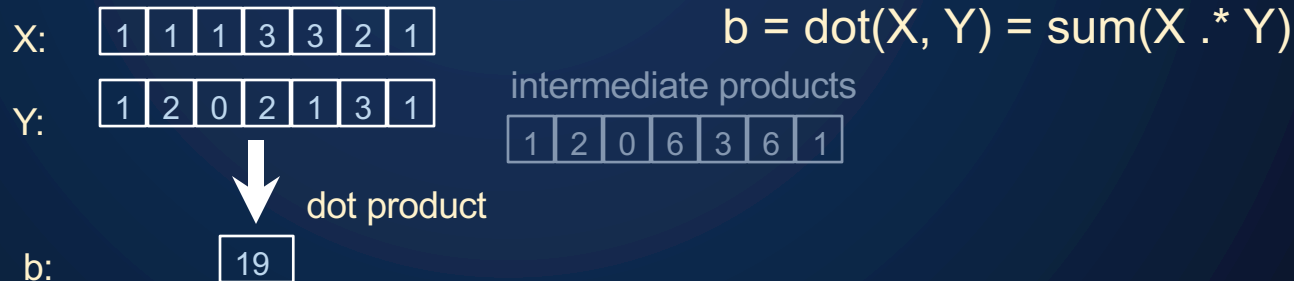 X: 1 1 1 3 3 2 1
b = dot(X, Y) = sum(X .* Y)
Y: 1 2 0 2 1 3 1
intermediate products
1 2 0 6 3 6 1
dot product
b: 19